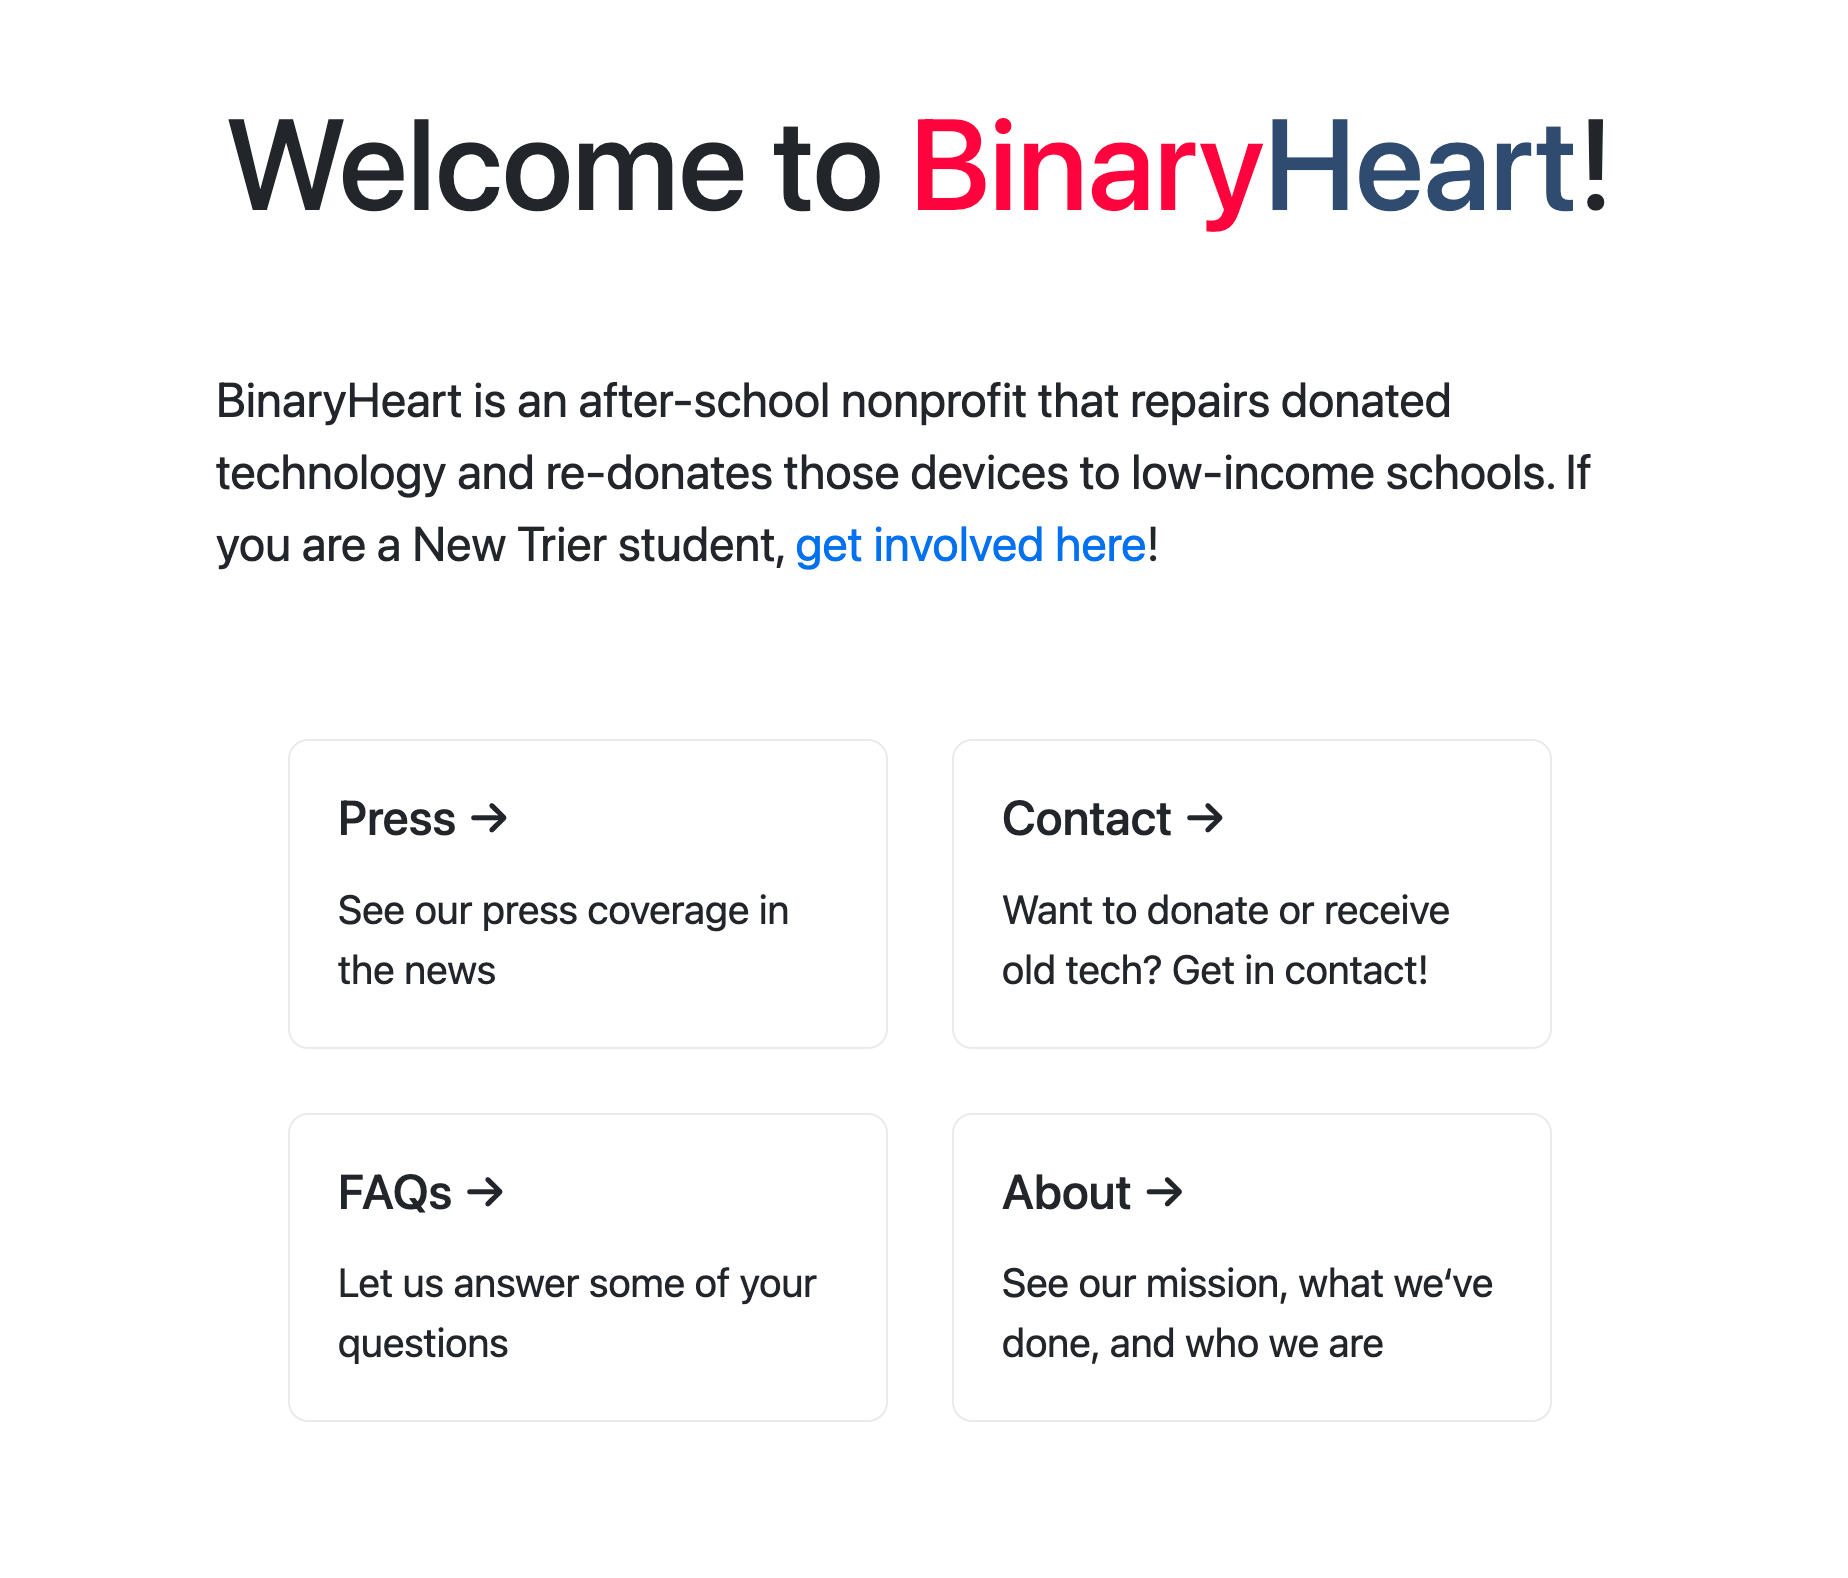 Welcome to BinaryHeart!
BinaryHeart is an after-school nonprofit that repairs donated
technology and re-donates those devices to low-income schools. If
you are a New Trier student, get involved here!
Press →
See our press coverage in
the news
Contact →
Want to donate or receive
old tech? Get in contact!
FAQs →
Let us answer some of your
questions
About →
See our mission, what we‘ve
done, and who we are